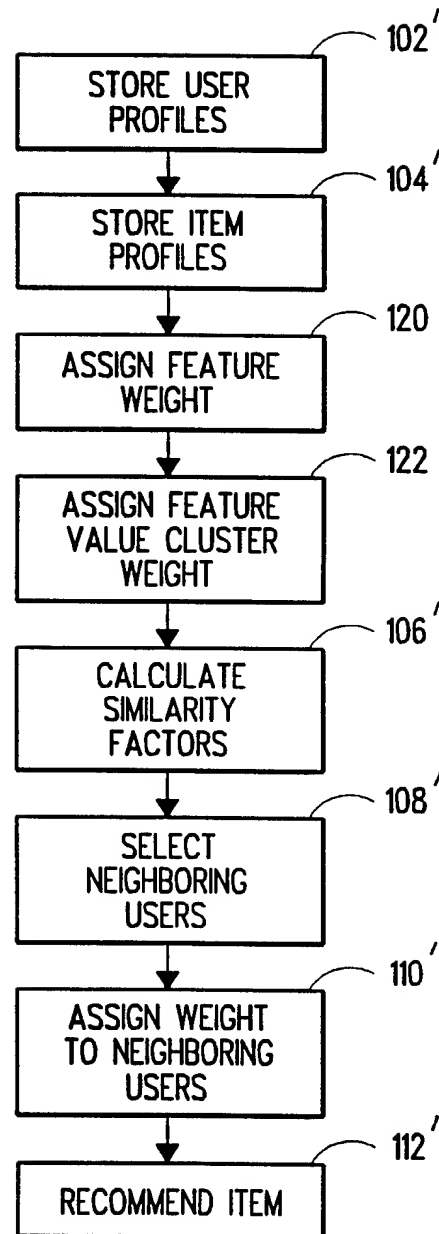 102'
STORE USER
PROFILES
104'
STORE ITEM
PROFILES
120
ASSIGN FEATURE
WEIGHT
122
ASSIGN FEATURE
VALUE CLUSTER
WEIGHT
106'
CALCULATE
SIMILARITY
FACTORS
108'
SELECT
NEIGHBORING
USERS
110'
ASSIGN WEIGHT
TO NEIGHBORING
USERS
112'
RECOMMEND ITEM